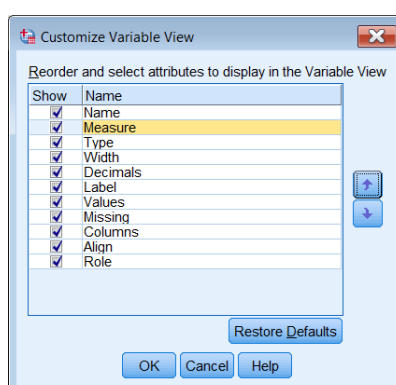 Customize Variable View
Reorder and select attributes to display in the Variable View
Show Name
Name
Measure
Type
Width
Decimals
Label
Values
Missing
Columns
Align
Role
Restore Defaults
OK Cancel Help